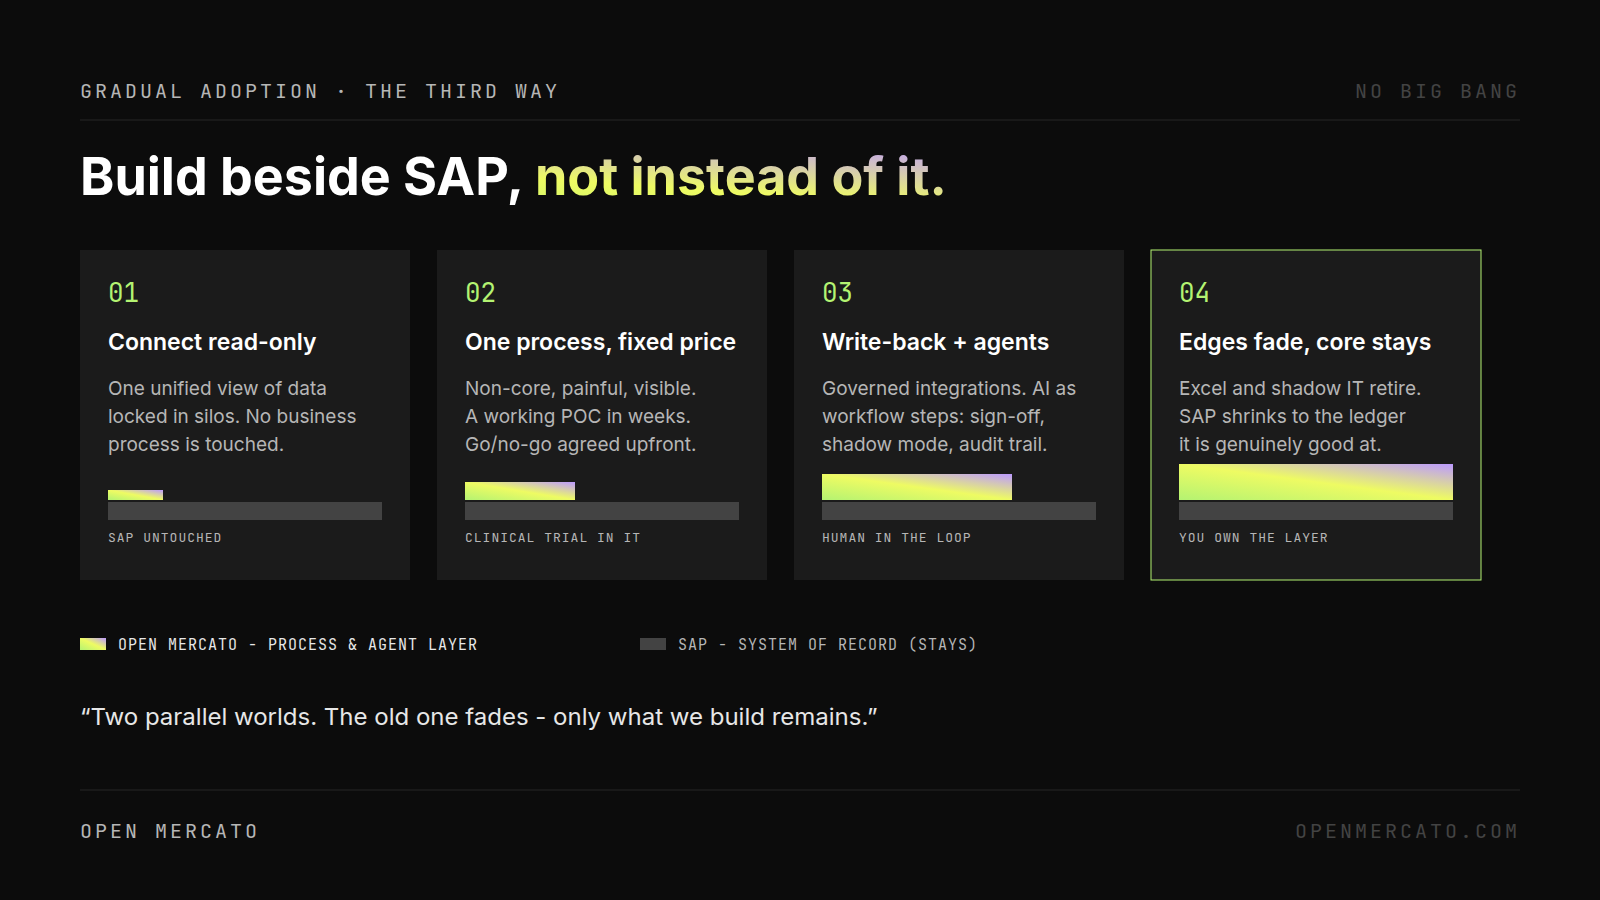 GRADUAL ADOPTION · THE THIRD WAY
NO BIG BANG
Build beside SAP, not instead of it.
01
Connect read-only
One unified view of data
locked in silos. No business
process is touched.
SAP UNTOUCHED
02
One process, fixed price
Non-core, painful, visible.
A working POC in weeks.
Go/no-go agreed upfront.
CLINICAL TRIAL IN IT
03
Write-back + agents
Governed integrations. AI as
workflow steps: sign-off,
shadow mode, audit trail.
HUMAN IN THE LOOP
04
Edges fade, core stays
Excel and shadow IT retire.
SAP shrinks to the ledger
it is genuinely good at.
YOU OWN THE LAYER
OPEN MERCATO - PROCESS & AGENT LAYER
SAP - SYSTEM OF RECORD (STAYS)
“Two parallel worlds. The old one fades - only what we build remains.”
OPEN MERCATO
OPENMERCATO.COM